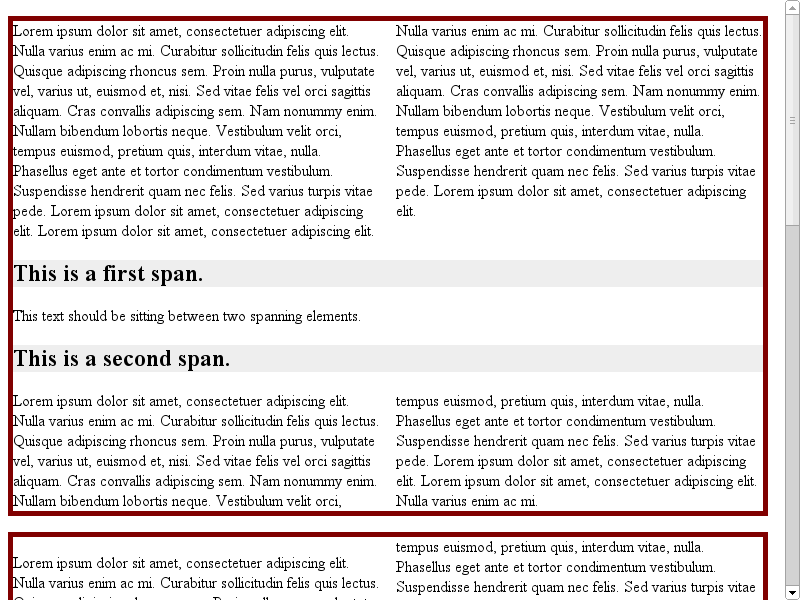 Lorem ipsum dolor sit amet, consectetuer adipiscing elit.
Nulla varius enim ac mi. Curabitur sollicitudin felis quis lectus.
Quisque adipiscing rhoncus sem. Proin nulla purus, vulputate
vel, varius ut, euismod et, nisi. Sed vitae felis vel orci sagittis
aliquam. Cras convallis adipiscing sem. Nam nonummy enim.
Nullam bibendum lobortis neque. Vestibulum velit orci,
tempus euismod, pretium quis, interdum vitae, nulla.
Phasellus eget ante et tortor condimentum vestibulum.
Suspendisse hendrerit quam nec felis. Sed varius turpis vitae
pede. Lorem ipsum dolor sit amet, consectetuer adipiscing
elit. Lorem ipsum dolor sit amet, consectetuer adipiscing elit.
Nulla varius enim ac mi. Curabitur sollicitudin felis quis lectus.
Quisque adipiscing rhoncus sem. Proin nulla purus, vulputate
vel, varius ut, euismod et, nisi. Sed vitae felis vel orci sagittis
aliquam. Cras convallis adipiscing sem. Nam nonummy enim.
Nullam bibendum lobortis neque. Vestibulum velit orci,
tempus euismod, pretium quis, interdum vitae, nulla.
Phasellus eget ante et tortor condimentum vestibulum.
Suspendisse hendrerit quam nec felis. Sed varius turpis vitae
pede. Lorem ipsum dolor sit amet, consectetuer adipiscing
elit.
This is a first span.
This text should be sitting between two spanning elements.
This is a second span.
Lorem ipsum dolor sit amet, consectetuer adipiscing elit.
Nulla varius enim ac mi. Curabitur sollicitudin felis quis lectus.
Quisque adipiscing rhoncus sem. Proin nulla purus, vulputate
vel, varius ut, euismod et, nisi. Sed vitae felis vel orci sagittis
aliquam. Cras convallis adipiscing sem. Nam nonummy enim.
Nullam bibendum lobortis neque. Vestibulum velit orci,
tempus euismod, pretium quis, interdum vitae, nulla.
Phasellus eget ante et tortor condimentum vestibulum.
Suspendisse hendrerit quam nec felis. Sed varius turpis vitae
pede. Lorem ipsum dolor sit amet, consectetuer adipiscing
elit. Lorem ipsum dolor sit amet, consectetuer adipiscing elit.
Nulla varius enim ac mi.
Lorem ipsum dolor sit amet, consectetuer adipiscing elit.
Nulla varius enim ac mi. Curabitur sollicitudin felis quis lectus.
tempus euismod, pretium quis, interdum vitae, nulla.
Phasellus eget ante et tortor condimentum vestibulum.
Suspendisse hendrerit quam nec felis. Sed varius turpis vitae